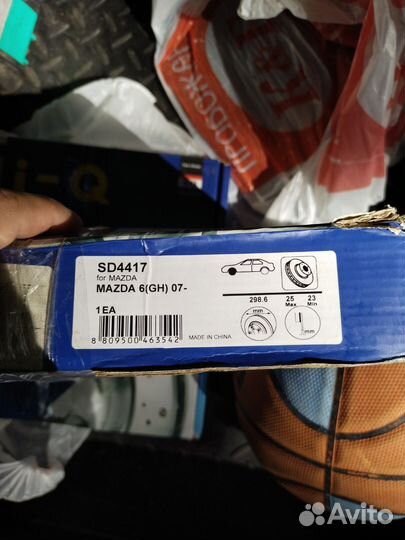 i-Q
SD4417
for MAZDA
MAZDA 6(GH) 07-
1EA
8 809500 463542
MADE IN CHINA
298.6
25 Max
23 Min
mm
mm
Avito